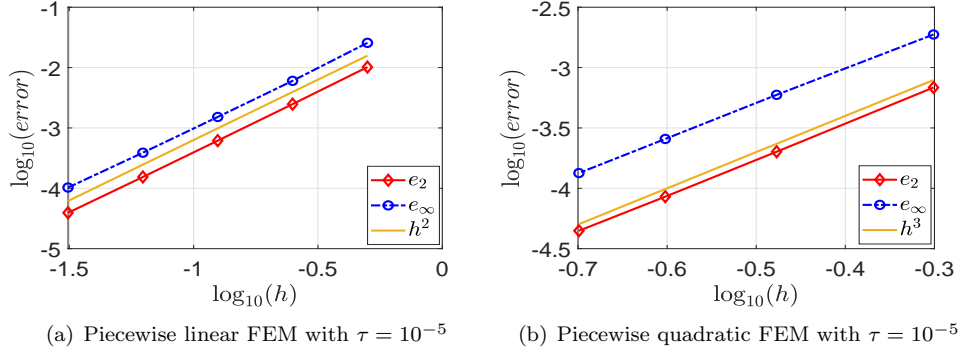 -1
-2
-3
-4
-5
-1.5
-1
-0.5
0
log₁₀(error)
log₁₀(h)
e₂
e∞
h²
(a) Piecewise linear FEM with τ = 10⁻⁵
-2.5
-3
-3.5
-4
-4.5
-0.7
-0.6
-0.5
-0.4
-0.3
log₁₀(error)
log₁₀(h)
e₂
e∞
h³
(b) Piecewise quadratic FEM with τ = 10⁻⁵